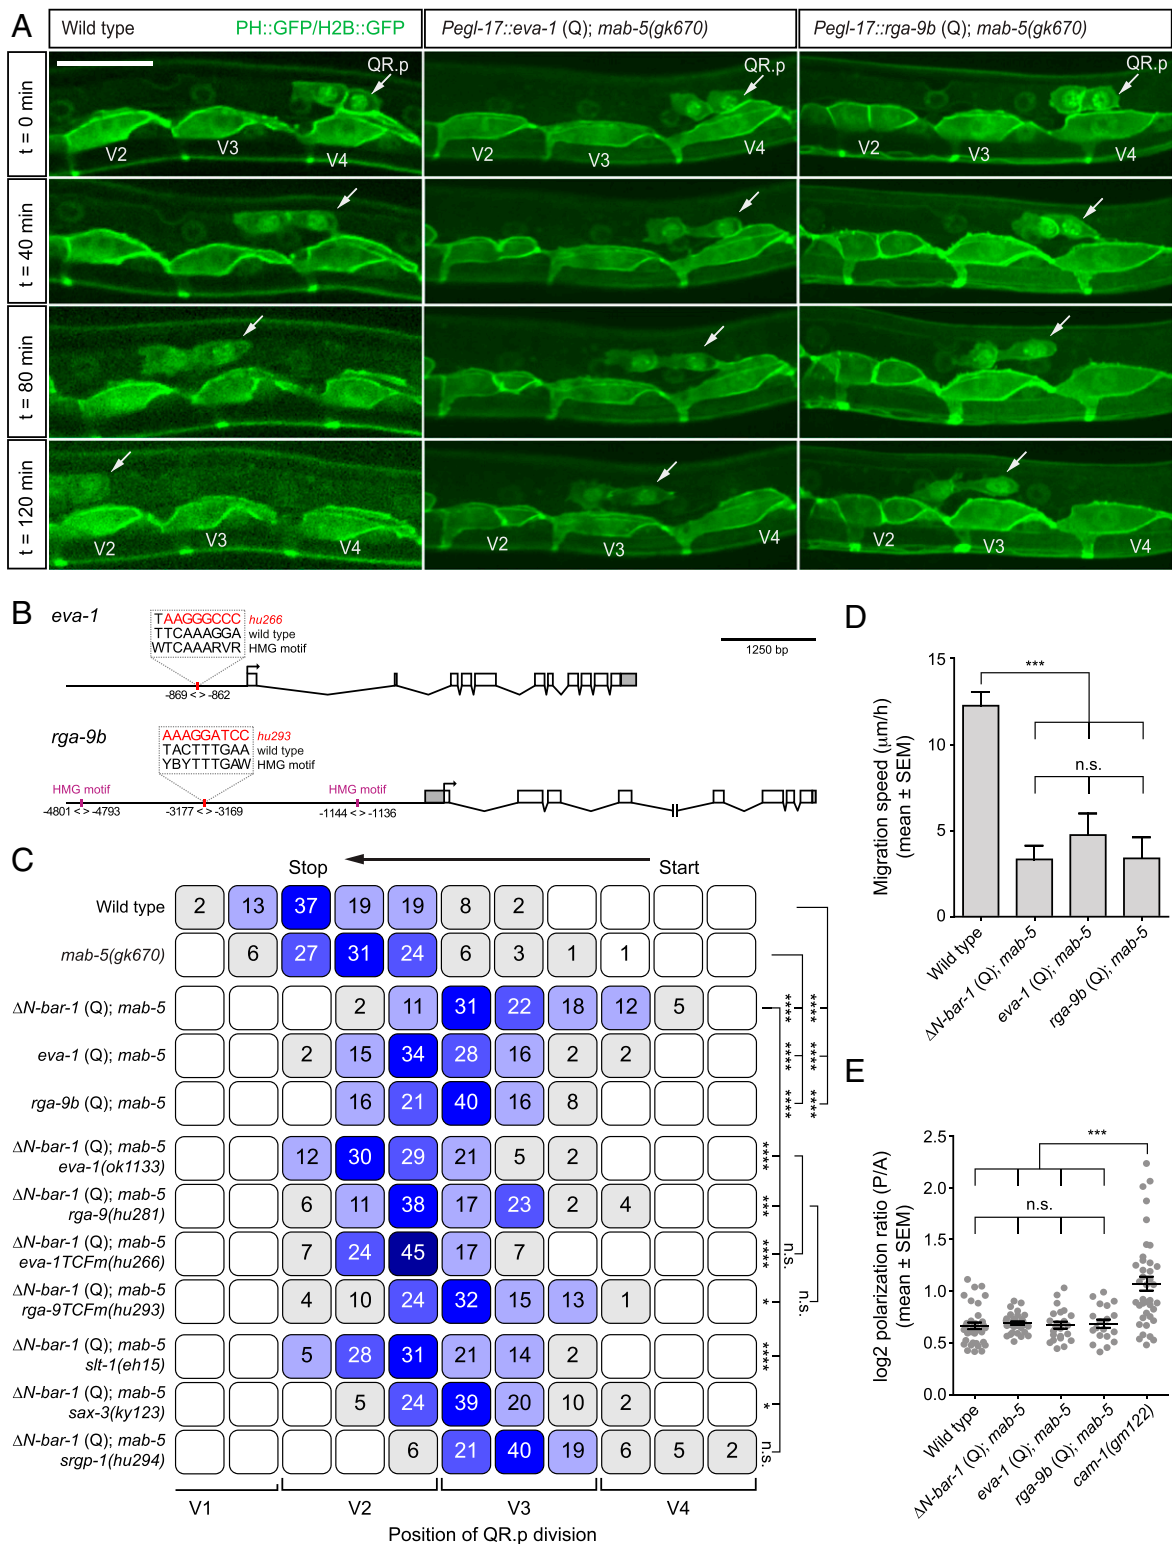 A
Wild type PH::GFP/H2B::GFP
Pegl-17::eva-1 (Q); mab-5(gk670)
Pegl-17::rga-9b (Q); mab-5(gk670)
t = 0 min
QR.p
V2 V3 V4
QR.p
V2 V3 V4
QR.p
V2 V3 V4
t = 40 min
t = 80 min
t = 120 min
V2 V3 V4
V3 V4
V2 V3 V4
B
eva-1
TAAGGGCCC hu266
TTCAAAGGA wild type
WTCAAARVR HMG motif
-869 < > -862
1250 bp
rga-9b
AAAGGATCC hu293
TACTTTGAA wild type
YBYTTTGAW HMG motif
HMG motif
-4801 < > -4793
-3177 < > -3169
HMG motif
-1144 < > -1136
C
Stop Start
Wild type 2 13 37 19 19 8 2
mab-5(gk670) 6 27 31 24 6 3 1 1
ΔN-bar-1 (Q); mab-5 2 11 31 22 18 12 5
eva-1 (Q); mab-5 2 15 34 28 16 2 2
rga-9b (Q); mab-5 16 21 40 16 8
ΔN-bar-1 (Q); mab-5
eva-1(ok1133) 12 30 29 21 5 2
ΔN-bar-1 (Q); mab-5
rga-9(hu281) 6 11 38 17 23 2 4
ΔN-bar-1 (Q); mab-5
eva-1TCFm(hu266) 7 24 45 17 7
ΔN-bar-1 (Q); mab-5
rga-9TCFm(hu293) 4 10 24 32 15 13 1
ΔN-bar-1 (Q); mab-5
slt-1(eh15) 5 28 31 21 14 2
ΔN-bar-1 (Q); mab-5
sax-3(ky123) 5 24 39 20 10 2
ΔN-bar-1 (Q); mab-5
srgp-1(hu294) 6 21 40 19 6 5 2
**** ****
**** ****
**** ****
****
***
****
*
****
*
n.s.
n.s.
n.s.
V1 V2 V3 V4
Position of QR.p division
D
Migration speed (μm/h)
(mean ± SEM)
15
10
5
0
***
n.s.
Wild type
ΔN-bar-1 (Q); mab-5
eva-1 (Q); mab-5
rga-9b (Q); mab-5
E
log2 polarization ratio (P/A)
(mean ± SEM)
2.5
2.0
1.5
1.0
0.5
0.0
***
n.s.
Wild type
ΔN-bar-1 (Q); mab-5
eva-1 (Q); mab-5
rga-9b (Q); mab-5
cam-1(gm122)